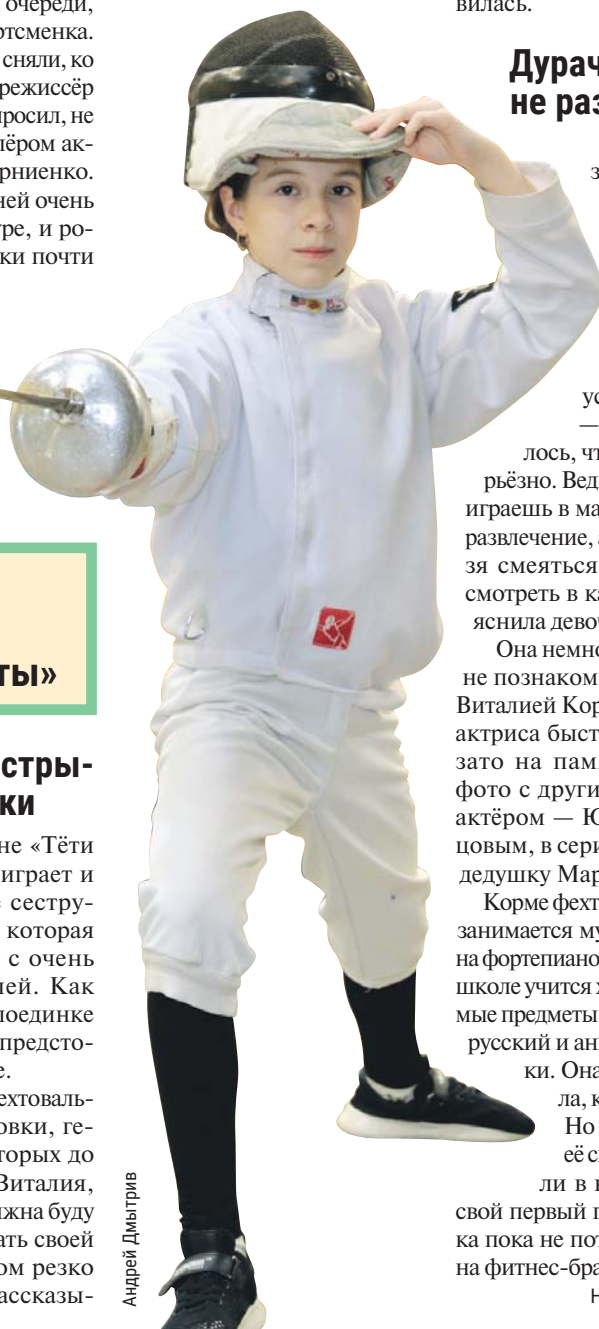 очереди,
ртсменка.
сняли, ко
режиссёр
просил, не
лёром ак-
рниенко.
ней очень
уре, и ро-
ки почти
ты»
стры-
ки
не «Тёти
играет и
сестру-
которая
с очень
ией. Как
поединке
предсто-
е.
ехтоваль-
овки, ге-
торых до
Виталия,
жна буду
ать своей
ом резко
ассказы-
Андрей Дмытрив
вилась.
Дурач
не раз
з
ус
—
лось, чт
рьёзно. Вед
играешь в ма
развлечение, а
зя смеяться
смотреть в ка
яснила девоч
Она немно
не познаком
Виталией Кор
актриса быст
зато на пам
фото с други
актёром — Ю
цовым, в сери
дедушку Мар
Кроме фехт
занимается му
на фортепиано
школе учится х
мые предметы
русский и ан
ки. Она
ла, к
Но
её с
ли в н
свой первый п
ка пока не пот
на фитнес-бра
Н